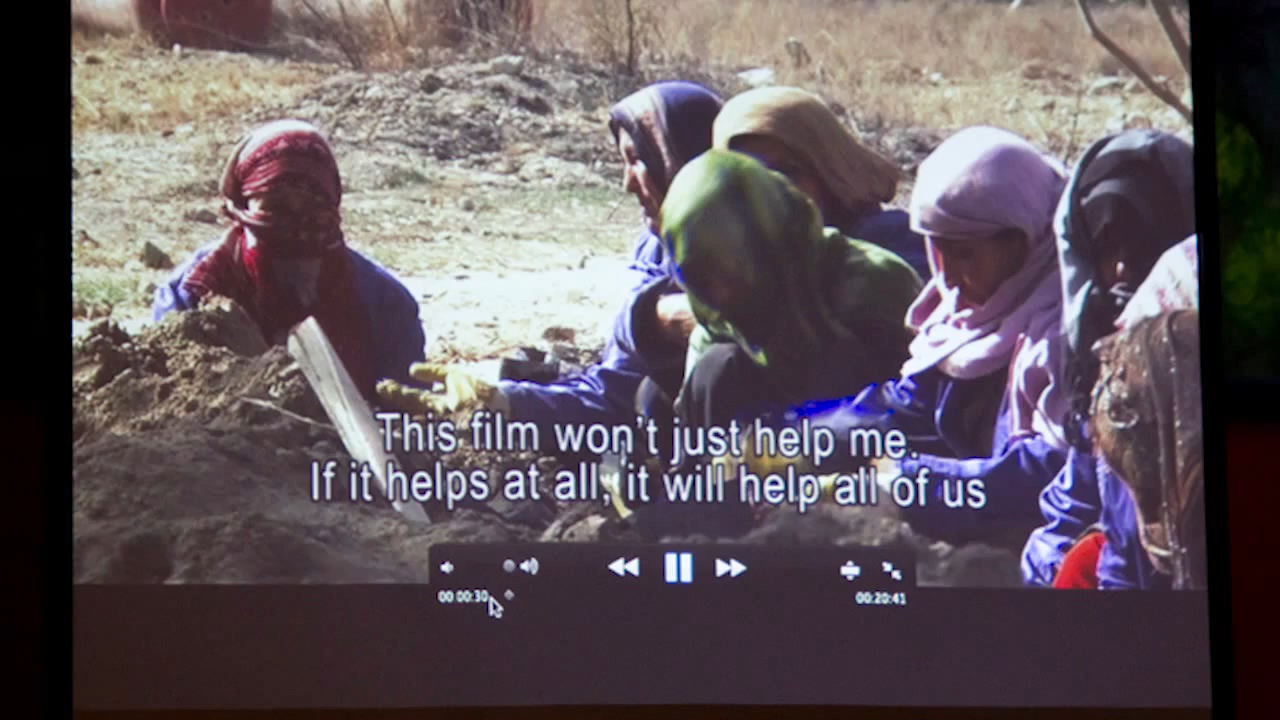 This film won't just help me.
If it helps at all, it will help all of us
00:00:30
00:20:41